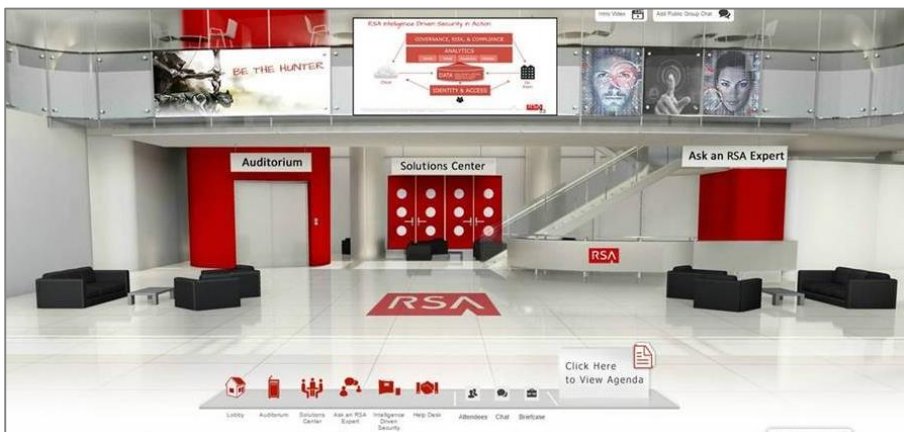 Intro Video
Add Public Group Chat
RSA Intelligence Driven Security in Action
GOVERNANCE, RISK, & COMPLIANCE
ANALYTICS
DATA
IDENTITY & ACCESS
Cloud
BE THE HUNTER
Auditorium
Solutions Center
Ask an RSA Expert
RSA
RSA
Click Here
to View Agenda
Lobby
Auditorium
Solutions
Center
Ask an RSA
Expert
Intelligence
Driven
Security
Help Desk
Attendees
Chat
Briefcase